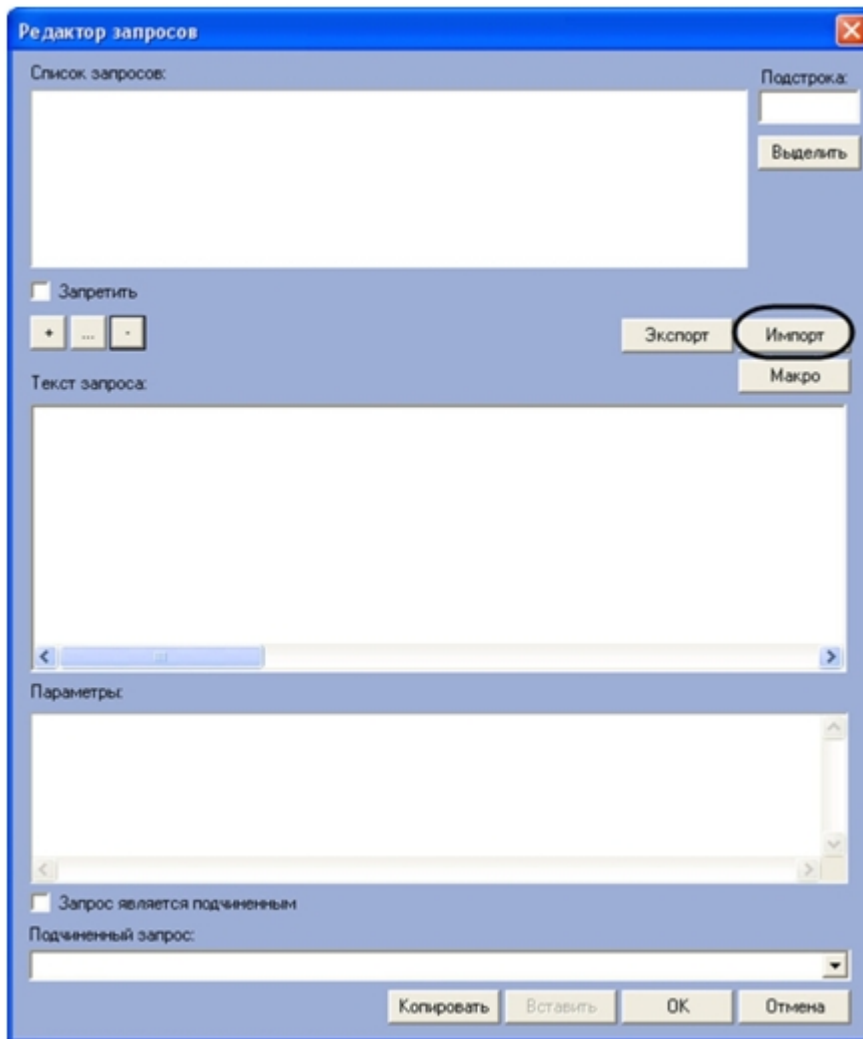 Редактор запросов
Список запросов:
Подстрока:
Выделить
Запретить
+ ... -
Экспорт Импорт
Макро
Текст запроса:
Параметры:
Запрос является подчиненным
Подчиненный запрос:
Копировать Вставить OK Отмена